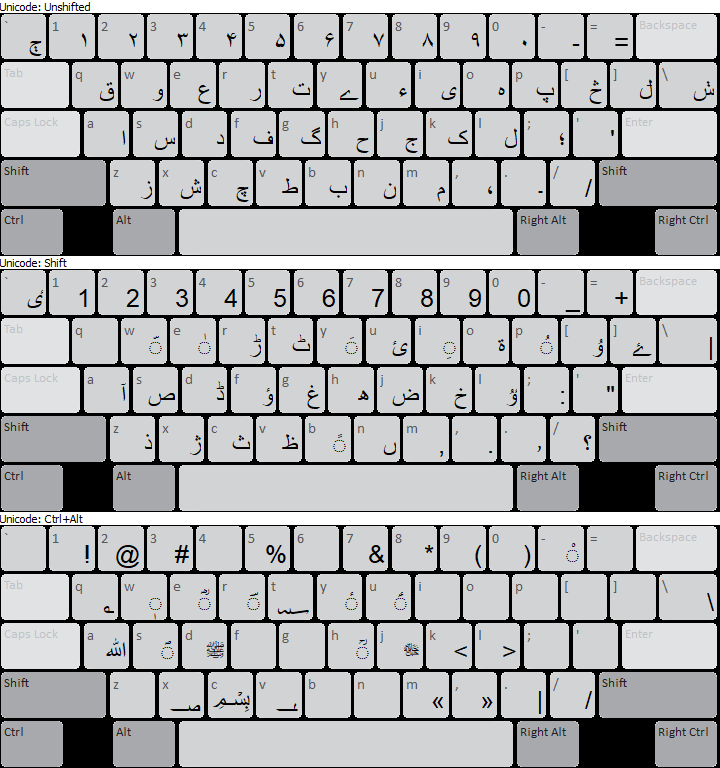 Unicode: Unshifted
` 1 ۱ 2 ۲ 3 ۳ 4 ۴ 5 ۵ 6 ۶ 7 ۷ 8 ۸ 9 ۹ 0 ۰ - - = = Backspace
Tab q ق w و e ع r ر t ت y ے u ء i ی o ہ p پ [ ] \ ݜ
Caps Lock a ا s س d د f ف g گ h ح j ج k ک l ل ; ؛ ' ' Enter
Shift z ز x ش c چ v ط b ب n ن m م , ، . ۔ / / Shift
Ctrl Alt Right Alt Right Ctrl
Unicode: Shift
` 1 1 2 2 3 3 4 4 5 5 6 6 7 7 8 8 9 9 0 0 - _ = + Backspace
Tab q w ّ e ٰ r ڑ t ٹ y َ u ئ i ِ o ۃ p ُ [ ] ۓ \ |
Caps Lock a آ s ص d ڈ f ؤ g غ h ھ j ض k خ l ; : ' " Enter
Shift z ذ x ژ c ث v ظ b ً n ں m , . / ؟ Shift
Ctrl Alt Right Alt Right Ctrl
Unicode: Ctrl+Alt
` 1 ! 2 @ 3 # 4 5 % 6 7 & 8 * 9 ( 0 ) - = Backspace
Tab q w e r t y u i o p [ ] \ \
Caps Lock a ﷲ s d ﷺ f g h j k < l > ; ' Enter
Shift z x c v b n m « , » . | / / Shift
Ctrl Alt Right Alt Right Ctrl